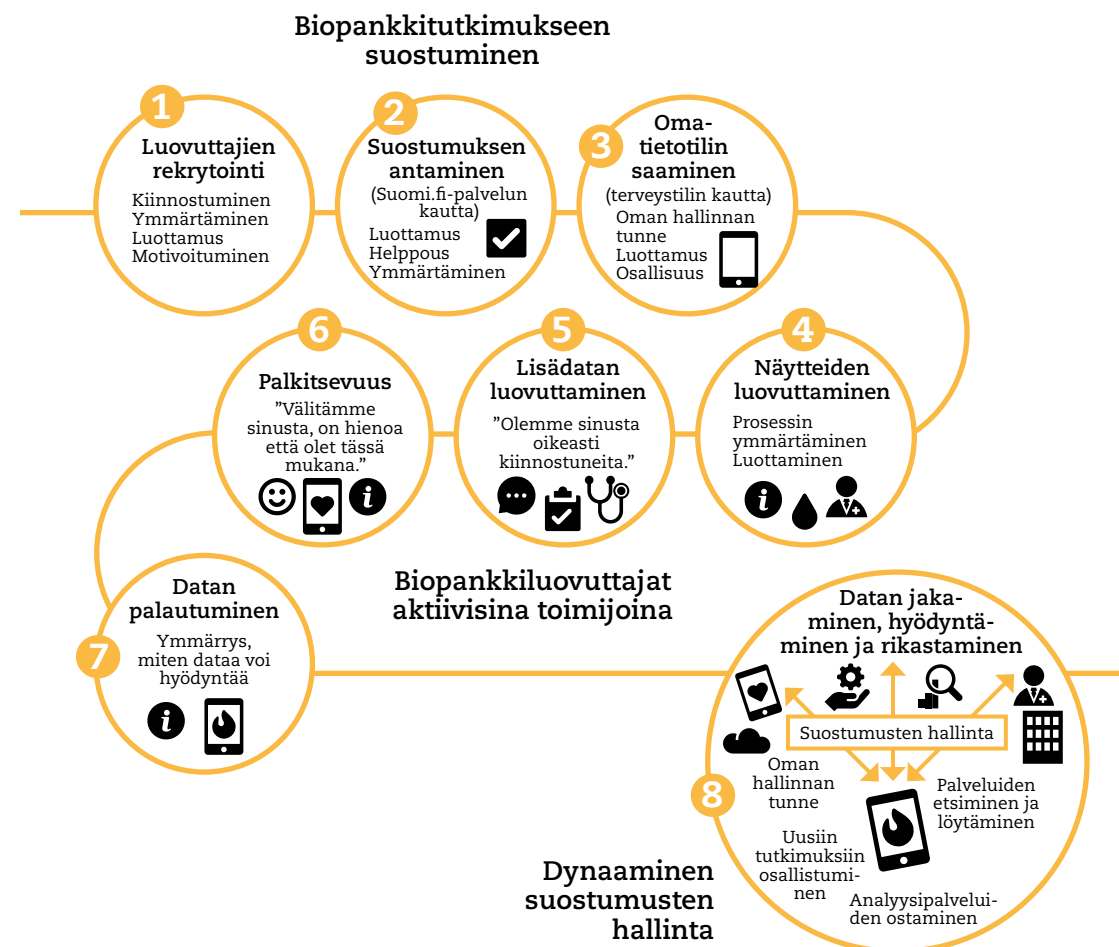 Biopankkitutkimukseen
suostuminen
1
Luovuttajien
rekrytointi
Kiinnostuminen
Ymmärtäminen
Luottamus
Motivoituminen
2
Suostumuksen
antaminen
(Suomi.fi-palvelun
kautta)
Luottamus
Helppous
Ymmärtäminen
3
Oma-
tietotilin
saaminen
(terveystilin kautta)
Oman hallinnan
tunne
Luottamus
Osallisuus
4
Näytteiden
luovuttaminen
Prosessin
ymmärtäminen
Luottaminen
5
Lisädatan
luovuttaminen
"Olemme sinusta
oikeasti
kiinnostuneita."
6
Palkitsevuus
"Välitämme
sinusta, on hienoa
että olet tässä
mukana."
Biopankkiluovuttajat
aktiivisina toimijoina
7
Datan
palautuminen
Ymmärrys,
miten dataa voi
hyödyntää
8
Datan jaka-
minen, hyödyntä-
minen ja rikastaminen
Suostumusten hallinta
Oman
hallinnan
tunne
Palveluiden
etsiminen ja
löytäminen
Uusiin
tutkimuksiin
osallistumi-
nen
Analyysipalvelui-
den ostaminen
Dynaaminen
suostumusten
hallinta